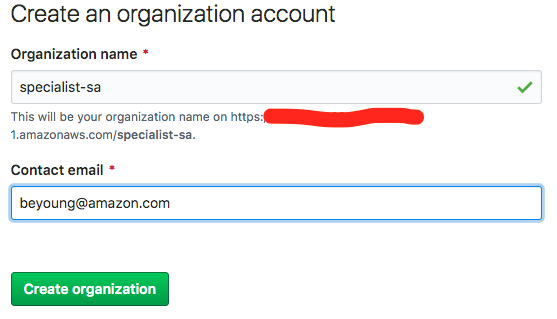 Create an organization account
Organization name *
specialist-sa
This will be your organization name on https:
1.amazonaws.com/specialist-sa.
Contact email *
beyoung@amazon.com
Create organization